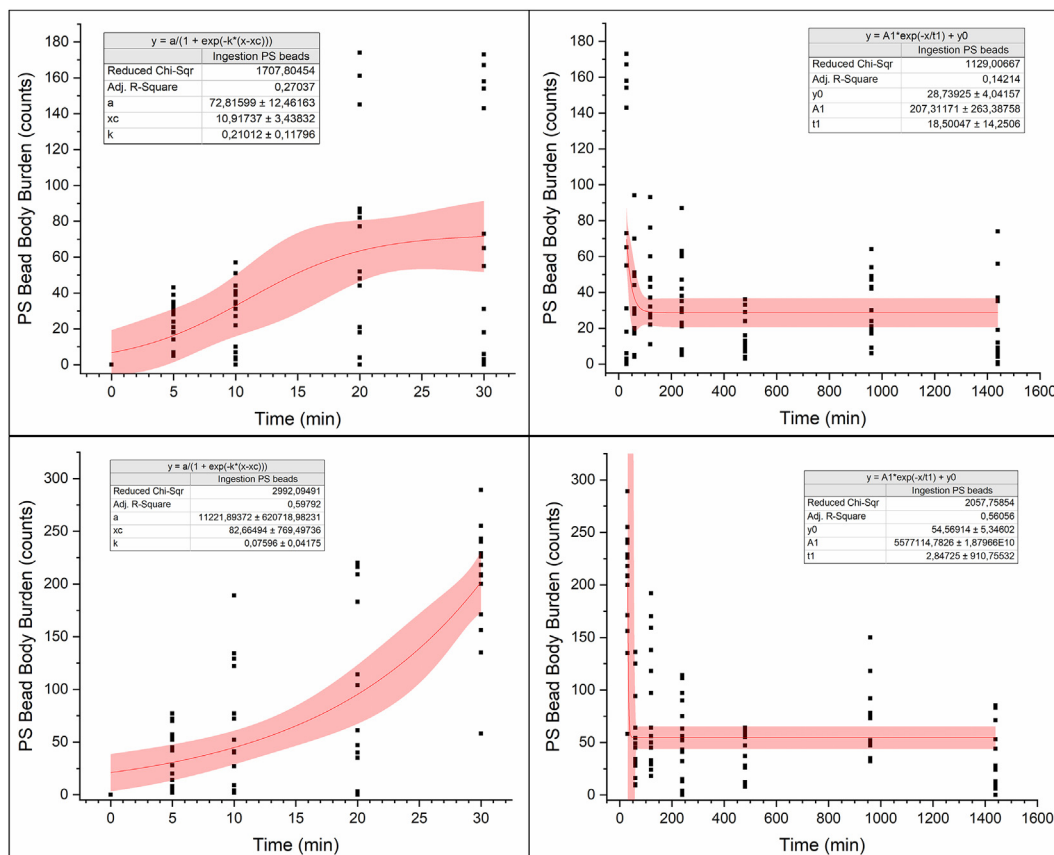 y = a/(1 + exp(-k*(x-xc)))
Ingestion PS beads
Reduced Chi-Sqr 1707,80454
Adj. R-Square 0,27037
a 72,81599 ± 12,46163
xc 10,91737 ± 3,43832
k 0,21012 ± 0,11796
180
160
140
120
100
80
60
40
20
0
PS Bead Body Burden (counts)
0 5 10 15 20 25 30
Time (min)
y = A1*exp(-x/t1) + y0
Ingestion PS beads
Reduced Chi-Sqr 1129,00667
Adj. R-Square 0,14214
y0 28,73925 ± 4,04157
A1 207,31171 ± 263,38758
t1 18,50047 ± 14,2506
180
160
140
120
100
80
60
40
20
0
PS Bead Body Burden (counts)
0 200 400 600 800 1000 1200 1400 1600
Time (min)
y = a/(1 + exp(-k*(x-xc)))
Ingestion PS beads
Reduced Chi-Sqr 2992,09491
Adj. R-Square 0,59792
a 11221,89372 ± 620718,98231
xc 82,66494 ± 769,49736
k 0,07596 ± 0,04175
300
250
200
150
100
50
0
PS Bead Body Burden (counts)
0 5 10 15 20 25 30
Time (min)
y = A1*exp(-x/t1) + y0
Ingestion PS beads
Reduced Chi-Sqr 2057,75854
Adj. R-Square 0,56056
y0 54,56914 ± 5,34602
A1 5577114,7826 ± 1,87966E10
t1 2,84725 ± 910,75532
300
250
200
150
100
50
0
PS Bead Body Burden (counts)
0 200 400 600 800 1000 1200 1400 1600
Time (min)